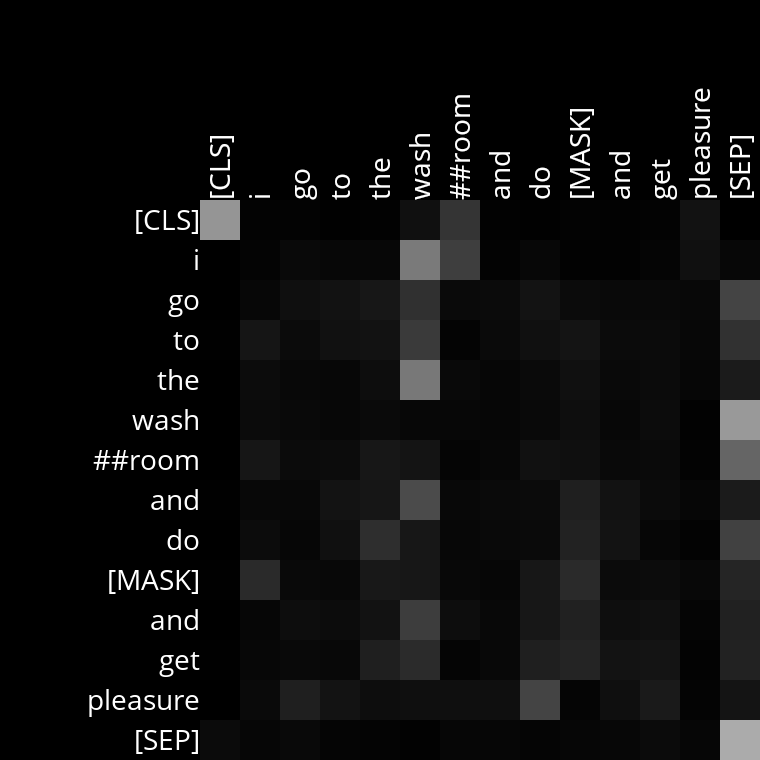 [CLS] i go to the wash ##room and do [MASK] and get pleasure [SEP]
[CLS]
i
go
to
the
wash
##room
and
do
[MASK]
and
get
pleasure
[SEP]